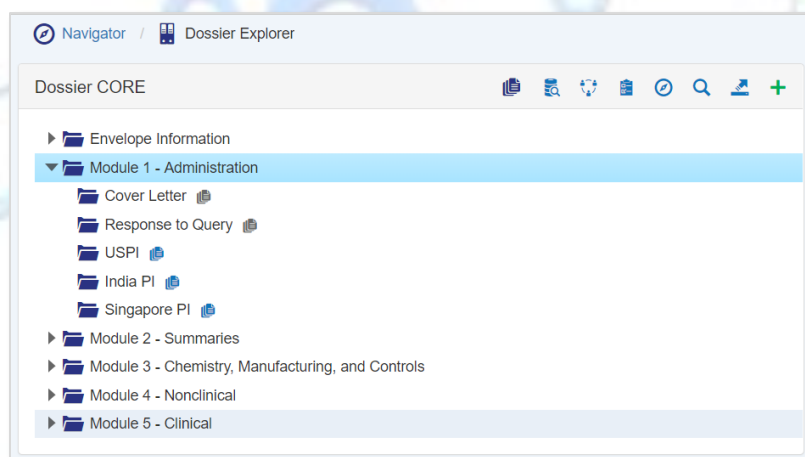 Navigator / Dossier Explorer
Dossier CORE
Envelope Information
Module 1 - Administration
Cover Letter
Response to Query
USPI
India PI
Singapore PI
Module 2 - Summaries
Module 3 - Chemistry, Manufacturing, and Controls
Module 4 - Nonclinical
Module 5 - Clinical